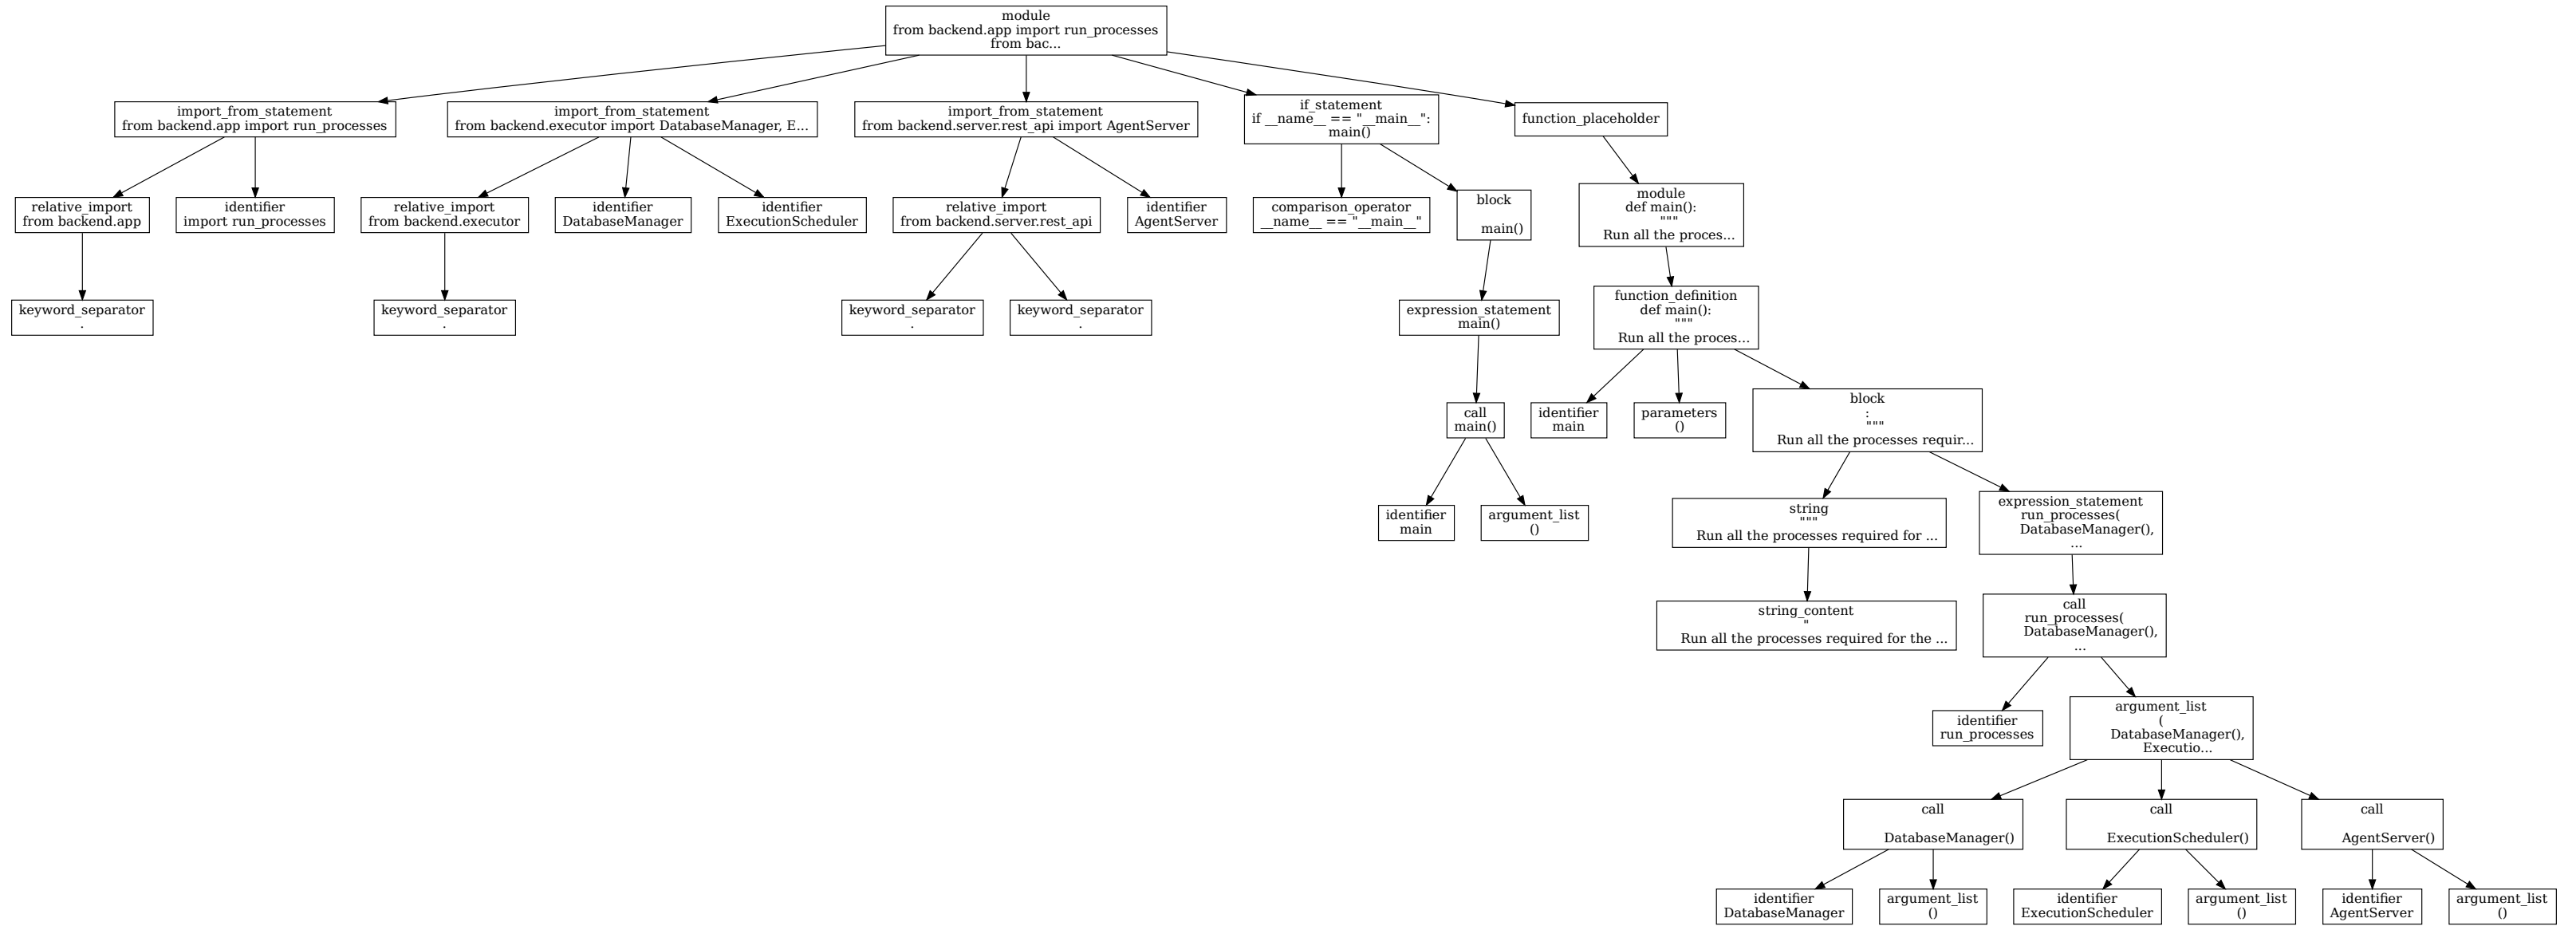 module
from backend.app import run_processes
from bac...
import_from_statement
from backend.app import run_processes
import_from_statement
from backend.executor import DatabaseManager, E...
import_from_statement
from backend.server.rest_api import AgentServer
if_statement
if __name__ == "__main__":
main()
function_placeholder
relative_import
from backend.app
identifier
import run_processes
relative_import
from backend.executor
identifier
DatabaseManager
identifier
ExecutionScheduler
relative_import
from backend.server.rest_api
identifier
AgentServer
comparison_operator
__name__ == "__main__"
block
main()
module
def main():
"""
Run all the proces...
keyword_separator
.
keyword_separator
.
keyword_separator
.
keyword_separator
.
expression_statement
main()
function_definition
def main():
"""
Run all the proces...
call
main()
identifier
main
parameters
()
block
:
"""
Run all the processes requir...
identifier
main
argument_list
()
string
"""
Run all the processes required for ...
expression_statement
run_processes(
DatabaseManager(),
...
string_content
"
Run all the processes required for the ...
call
run_processes(
DatabaseManager(),
...
identifier
run_processes
argument_list
(
DatabaseManager(),
Executio...
call
DatabaseManager()
call
ExecutionScheduler()
call
AgentServer()
identifier
DatabaseManager
argument_list
()
identifier
ExecutionScheduler
argument_list
()
identifier
AgentServer
argument_list
()